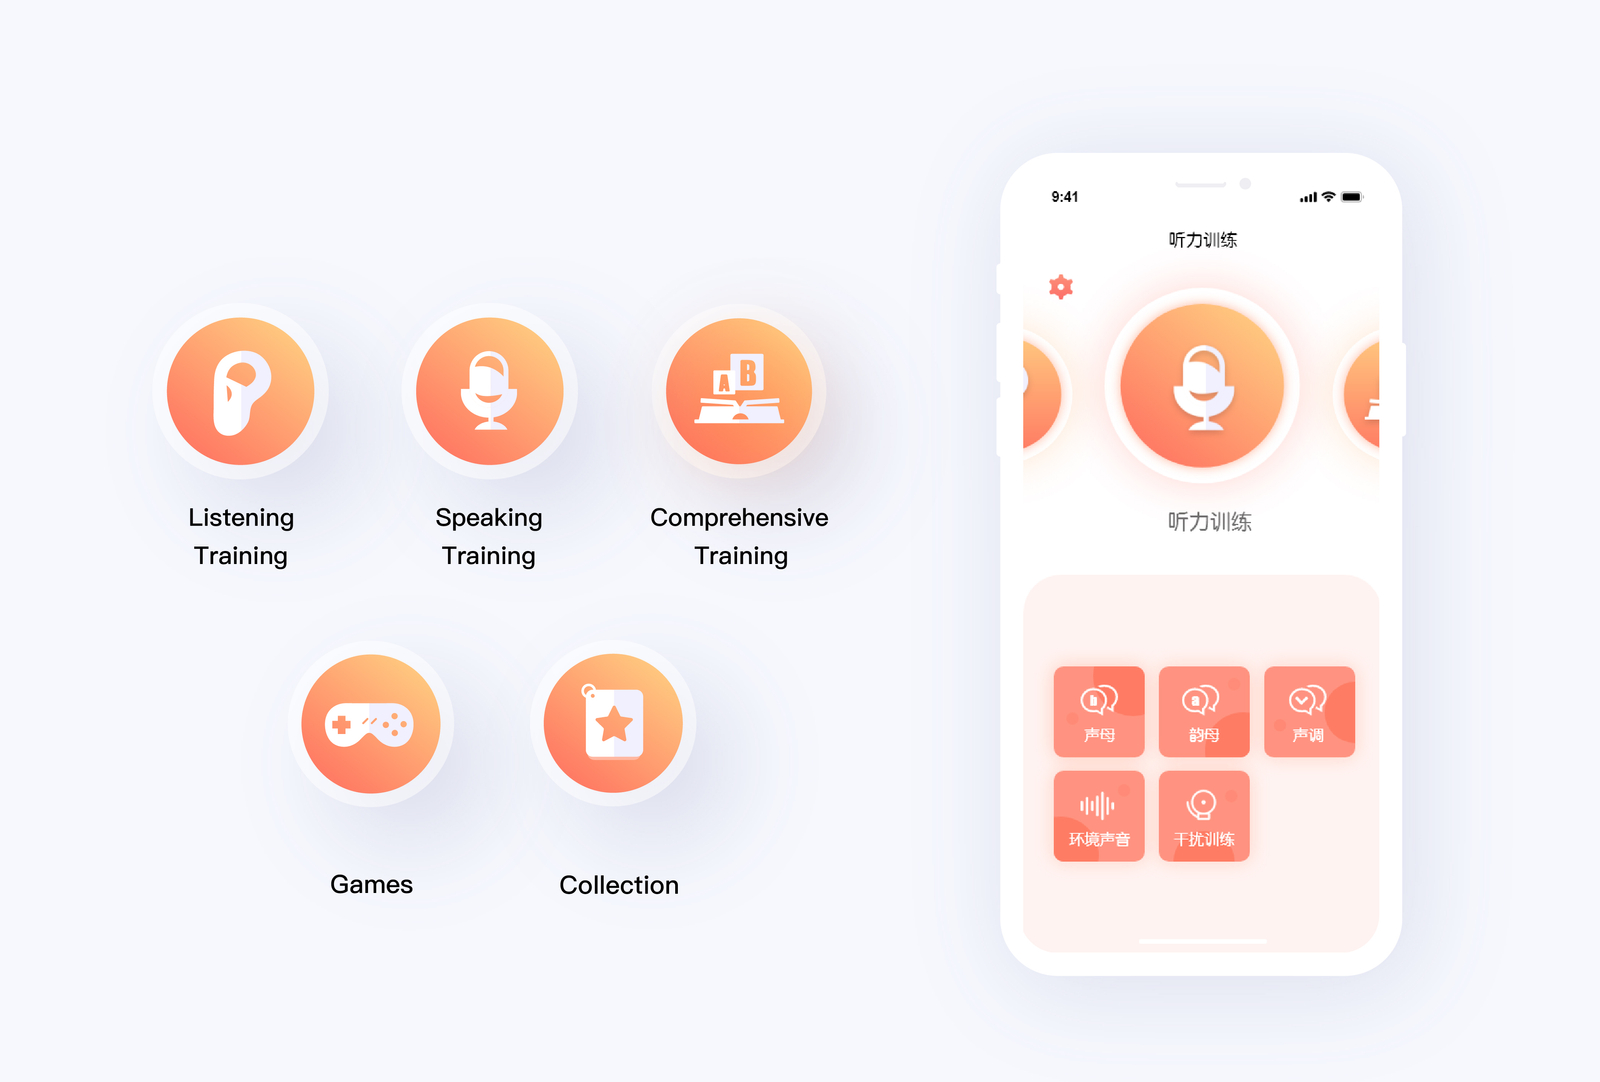 Listening
Training
Speaking
Training
Comprehensive
Training
A
B
Games
Collection
9:41
听力训练
听力训练
b
声母
a
韵母
声调
环境声音
干扰训练